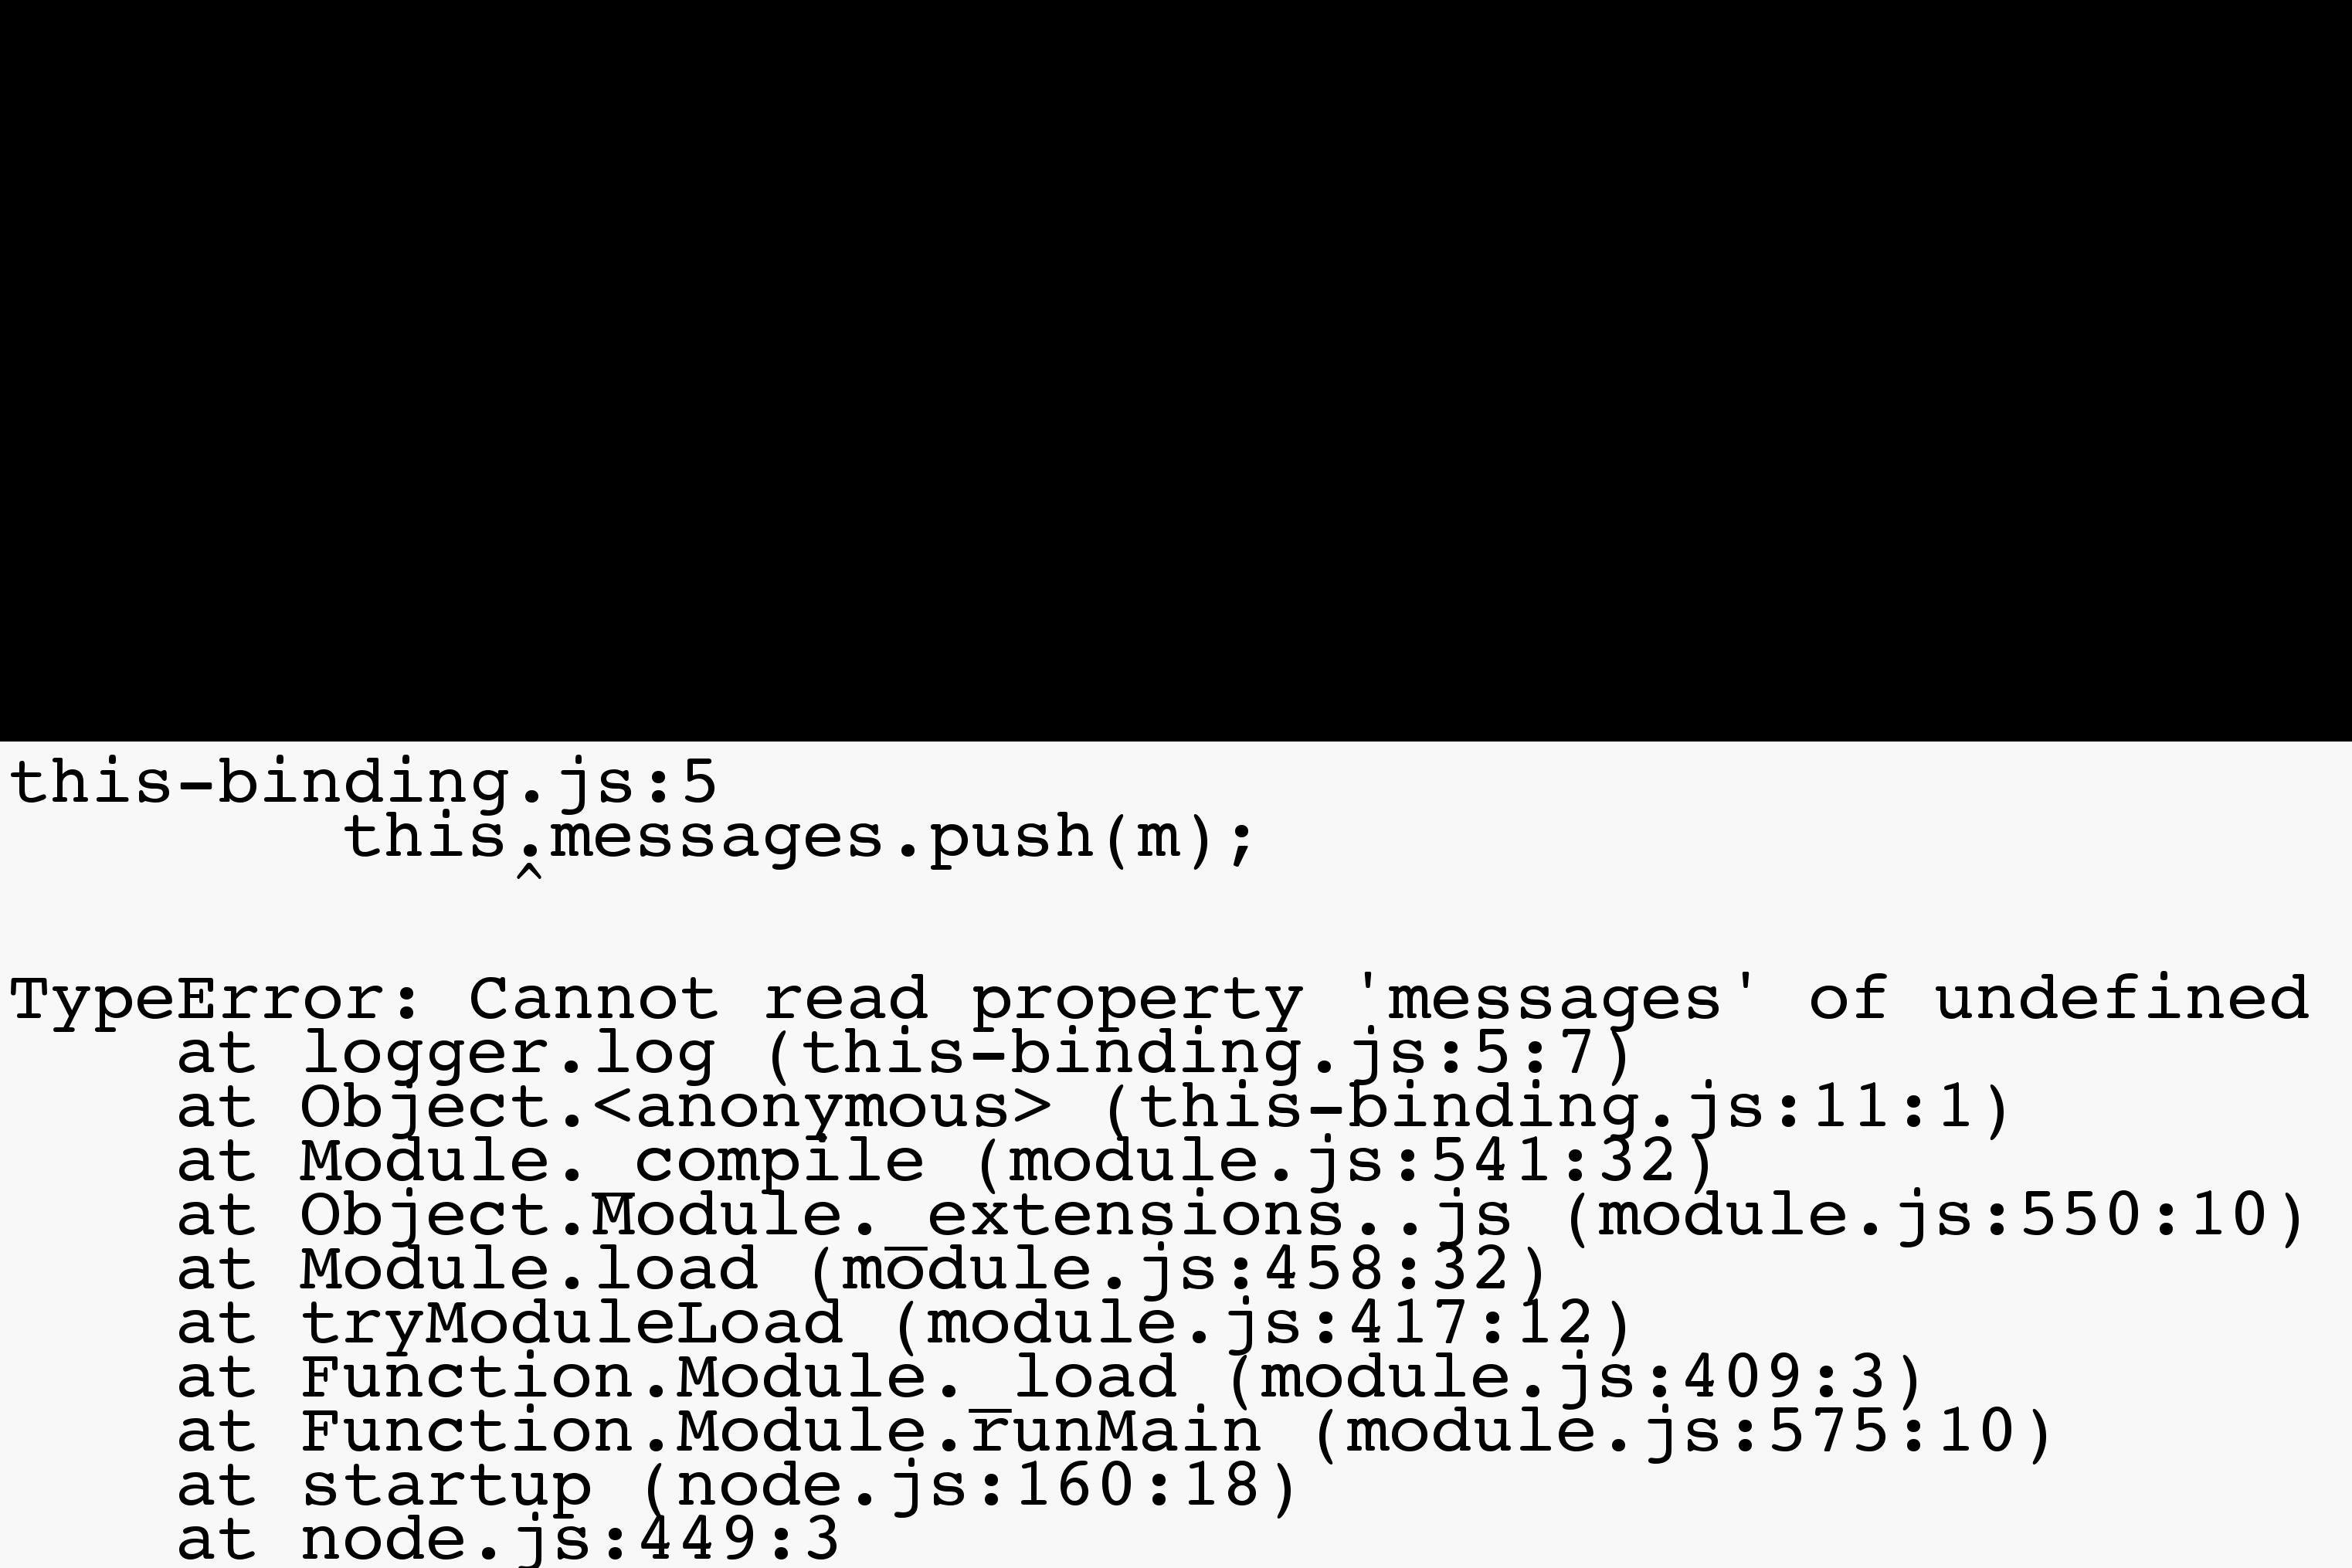 this-binding.js:5
        this.messages.push(m);
            ^
TypeError: Cannot read property 'messages' of undefined
    at logger.log (this-binding.js:5:7)
    at Object.<anonymous> (this-binding.js:11:1)
    at Module._compile (module.js:541:32)
    at Object.Module._extensions..js (module.js:550:10)
    at Module.load (module.js:458:32)
    at tryModuleLoad (module.js:417:12)
    at Function.Module._load (module.js:409:3)
    at Function.Module.runMain (module.js:575:10)
    at startup (node.js:160:18)
    at node.js:449:3